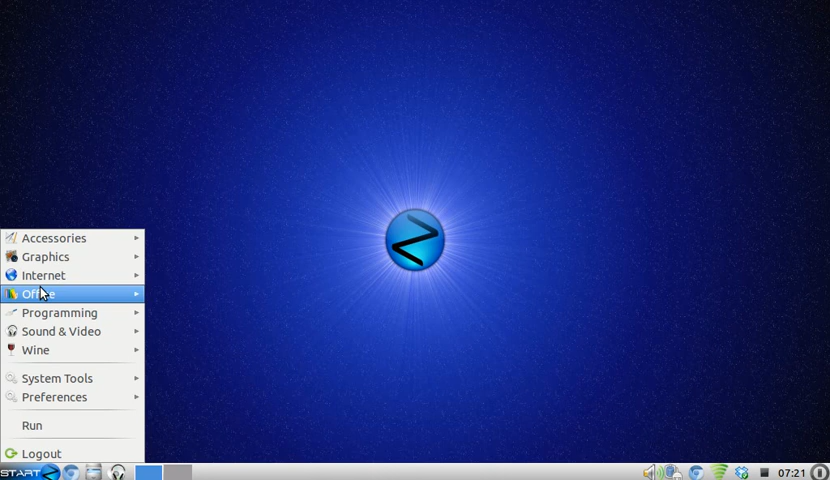 Accessories
Graphics
Internet
Office
Programming
Sound & Video
Wine
System Tools
Preferences
Run
Logout
START
07:21